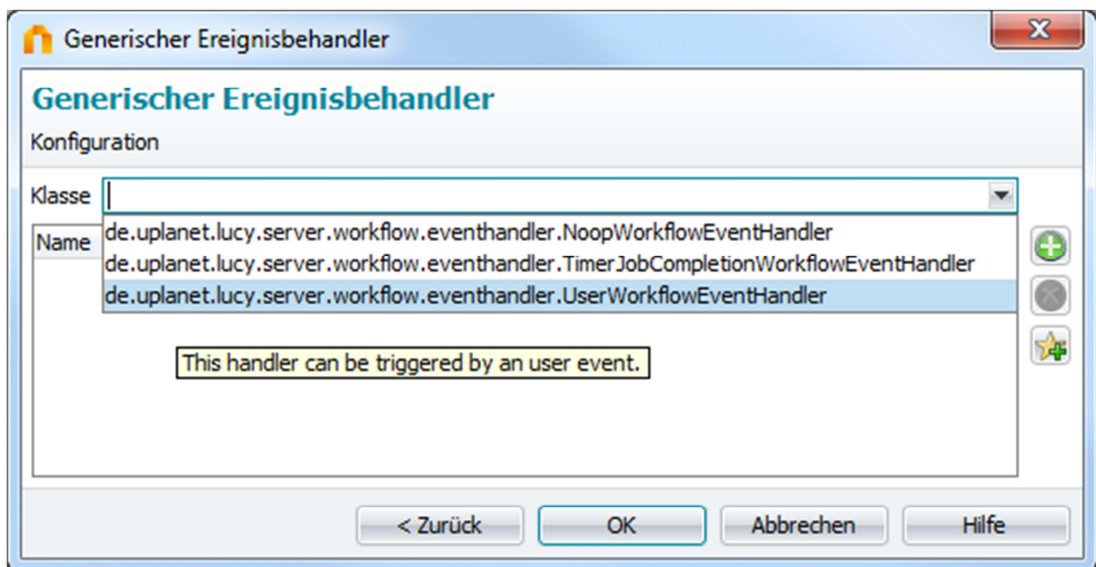 Generischer Ereignisbehandler
Generischer Ereignisbehandler
Konfiguration
Klasse
de.uplanet.lucy.server.workflow.eventhandler.NoopWorkflowEventHandler
Name
de.uplanet.lucy.server.workflow.eventhandler.TimerJobCompletionWorkflowEventHandler
de.uplanet.lucy.server.workflow.eventhandler.UserWorkflowEventHandler
This handler can be triggered by an user event.
< Zurück OK Abbrechen Hilfe